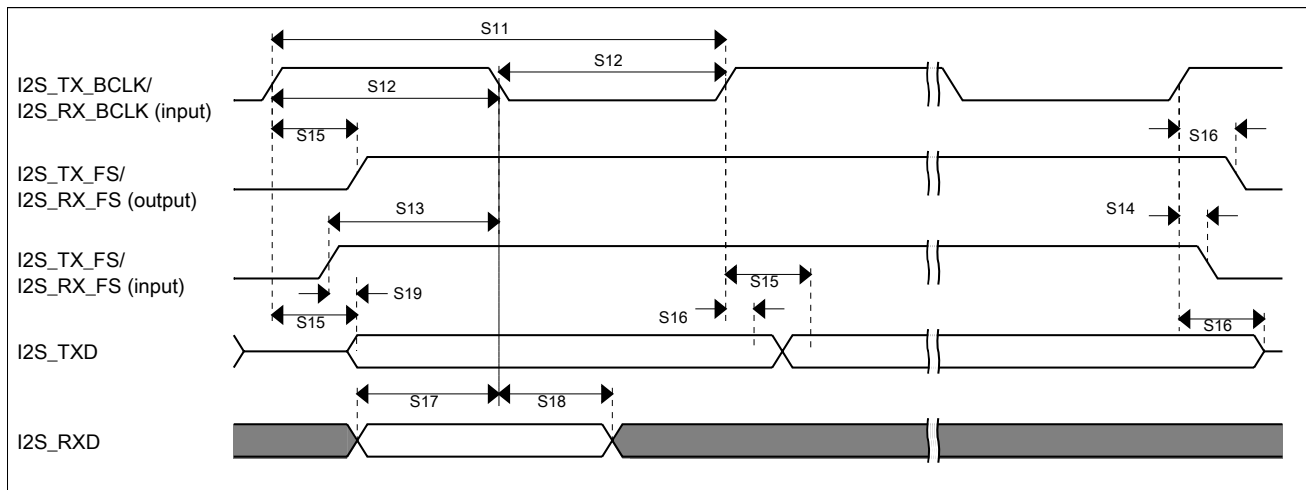 S11
I2S_TX_BCLK/
I2S_RX_BCLK (input)
S12
S12
S15
S16
I2S_TX_FS/
I2S_RX_FS (output)
S13
S14
I2S_TX_FS/
I2S_RX_FS (input)
S15
S19
S15
S16
S16
I2S_TXD
S17
S18
I2S_RXD